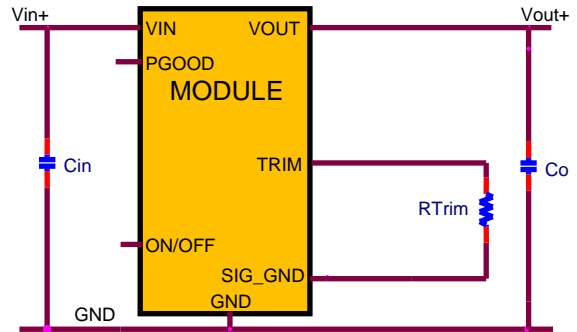 Vin+
Vout+
VIN
VOUT
PGOOD
MODULE
Cin
TRIM
Co
RTrim
ON/OFF
SIG_GND
GND
GND